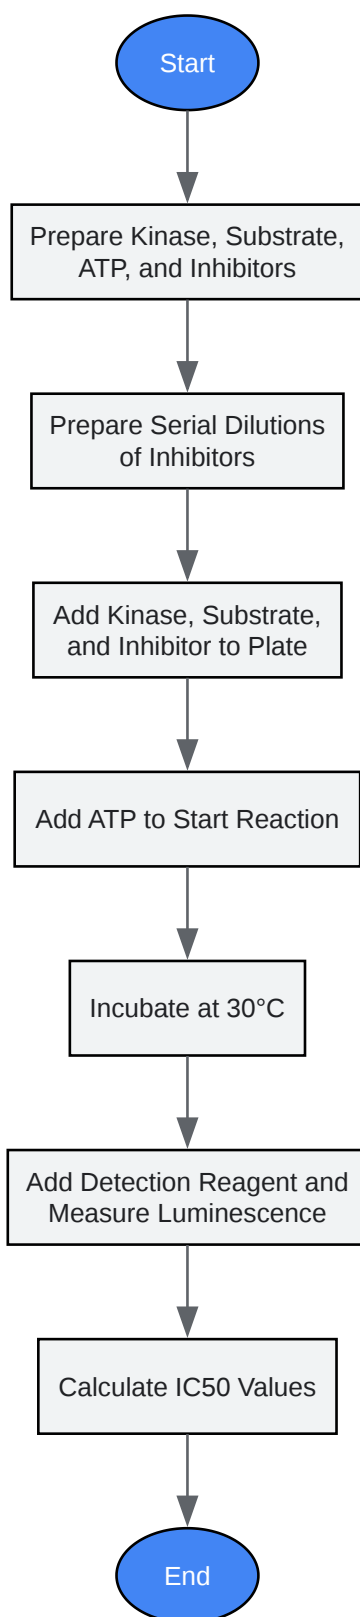 Start
Prepare Kinase, Substrate,
ATP, and Inhibitors
Prepare Serial Dilutions
of Inhibitors
Add Kinase, Substrate,
and Inhibitor to Plate
Add ATP to Start Reaction
Incubate at 30°C
Add Detection Reagent and
Measure Luminescence
Calculate IC50 Values
End